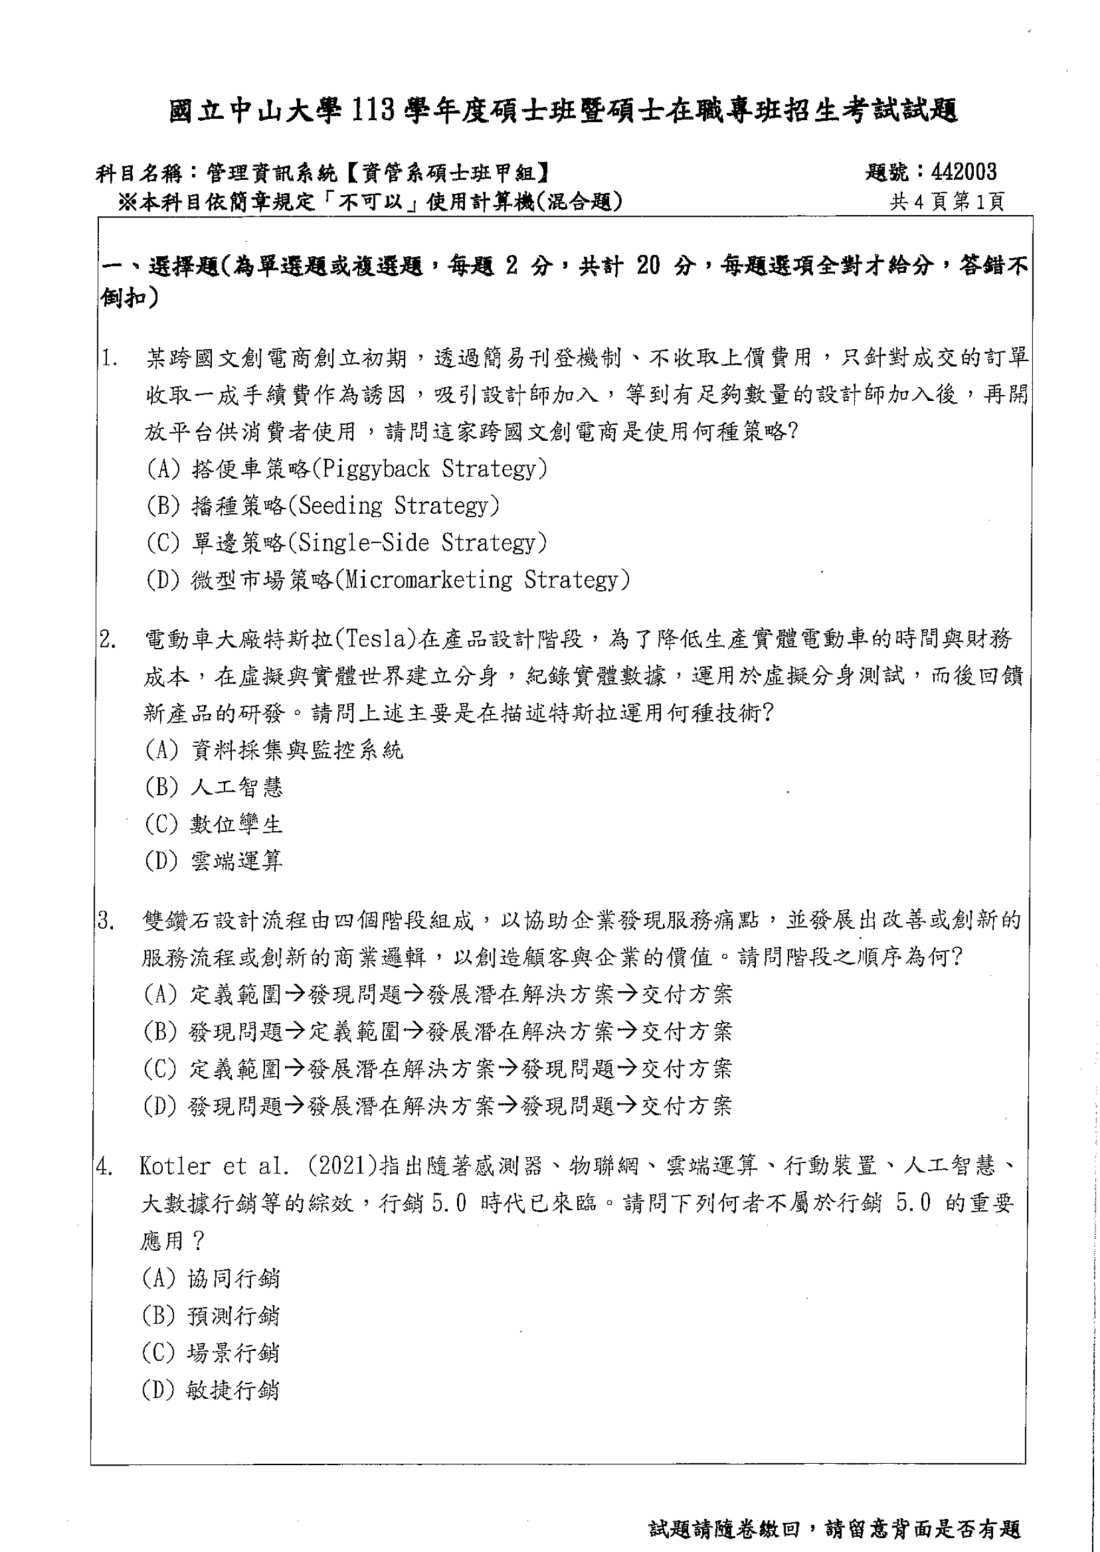 國立中山大學 113 學年度碩士班暨碩士在職專班招生考試試題
科目名稱：管理資訊系統【資管系碩士班甲組】
題號：442003
※本科目依簡章規定「不可以」使用計算機(混合題)
共 4 頁第 1 頁
一、選擇題(為單選題或複選題，每題 2 分，共計 20 分，每題選項全對才給分，答錯不
倒扣)
1. 某跨國文創電商創立初期，透過簡易刊登機制、不收取上價費用，只針對成交的訂單
收取一成手續費作為誘因，吸引設計師加入，等到有足夠數量的設計師加入後，再開
放平台供消費者使用，請問這家跨國文創電商是使用何種策略?
(A) 搭便車策略(Piggyback Strategy)
(B) 播種策略(Seeding Strategy)
(C) 單邊策略(Single-Side Strategy)
(D) 微型市場策略(Micromarketing Strategy)
2. 電動車大廠特斯拉(Tesla)在產品設計階段，為了降低生產實體電動車的時間與財務
成本，在虛擬與實體世界建立分身，紀錄實體數據，運用於虛擬分身測試，而後回饋
新產品的研發。請問上述主要是在描述特斯拉運用何種技術?
(A) 資料採集與監控系統
(B) 人工智慧
(C) 數位孿生
(D) 雲端運算
3. 雙鑽石設計流程由四個階段組成，以協助企業發現服務痛點，並發展出改善或創新的
服務流程或創新的商業邏輯，以創造顧客與企業的價值。請問階段之順序為何?
(A) 定義範圍→發現問題→發展潛在解決方案→交付方案
(B) 發現問題→定義範圍→發展潛在解決方案→交付方案
(C) 定義範圍→發展潛在解決方案→發現問題→交付方案
(D) 發現問題→發展潛在解決方案→發現問題→交付方案
4. Kotler et al. (2021)指出隨著感測器、物聯網、雲端運算、行動裝置、人工智慧、
大數據行銷等的綜效，行銷 5.0 時代已來臨。請問下列何者不屬於行銷 5.0 的重要
應用？
(A) 協同行銷
(B) 預測行銷
(C) 場景行銷
(D) 敏捷行銷
試題請隨卷繳回，請留意背面是否有題